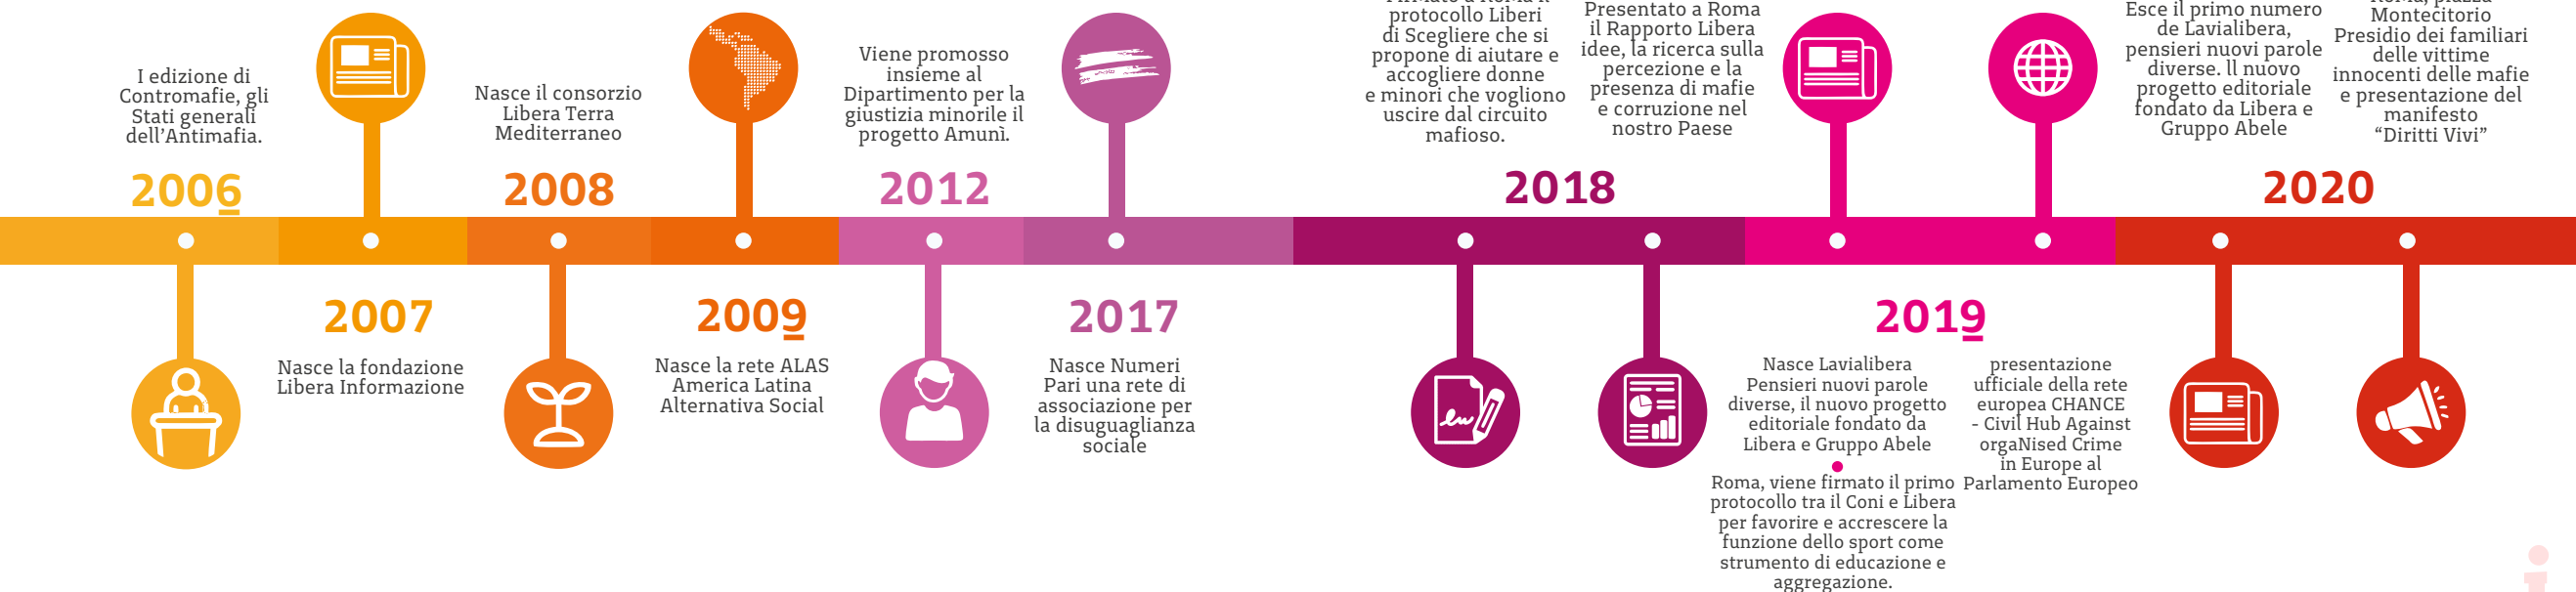 I edizione di
Contromafie, gli
Stati generali
dell'Antimafia.
2006
2007
Nasce la fondazione
Libera Informazione
Nasce il consorzio
Libera Terra
Mediterraneo
2008
2009
Nasce la rete ALAS
America Latina
Alternativa Social
Viene promosso
insieme al
Dipartimento per la
giustizia minorile il
progetto Amunì.
2012
2017
Nasce Numeri
Pari una rete di
associazione per
la disuguaglianza
sociale
protocollo Liberi
di Scegliere che si
propone di aiutare e
accogliere donne
e minori che vogliono
uscire dal circuito
mafioso.
Presentato a Roma
il Rapporto Libera
idee, la ricerca sulla
percezione e la
presenza di mafie
e corruzione nel
nostro Paese
2018
2019
Nasce Lavialibera
Pensieri nuovi parole
diverse, il nuovo progetto
editoriale fondato da
Libera e Gruppo Abele
Roma, viene firmato il primo
protocollo tra il Coni e Libera
per favorire e accrescere la
funzione dello sport come
strumento di educazione e
aggregazione.
presentazione
ufficiale della rete
europea CHANCE
- Civil Hub Against
orgaNised Crime
in Europe al
Parlamento Europeo
Esce il primo numero
de Lavialibera,
pensieri nuovi parole
diverse. ll nuovo
progetto editoriale
fondato da Libera e
Gruppo Abele
Roma, piazza
Montecitorio
Presidio dei familiari
delle vittime
innocenti delle mafie
e presentazione del
manifesto
“Diritti Vivi”
2020